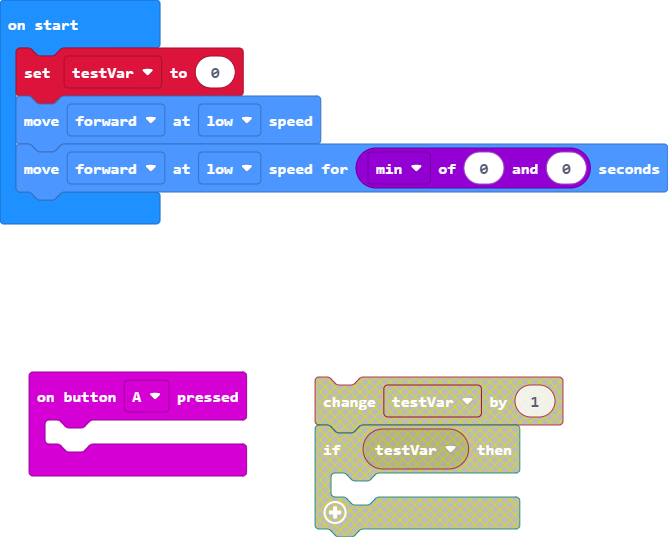 on start
set testVar to 0
move forward at low speed
move forward at low speed for min of 0 and 0 seconds
on button A pressed
change testVar by 1
if testVar then